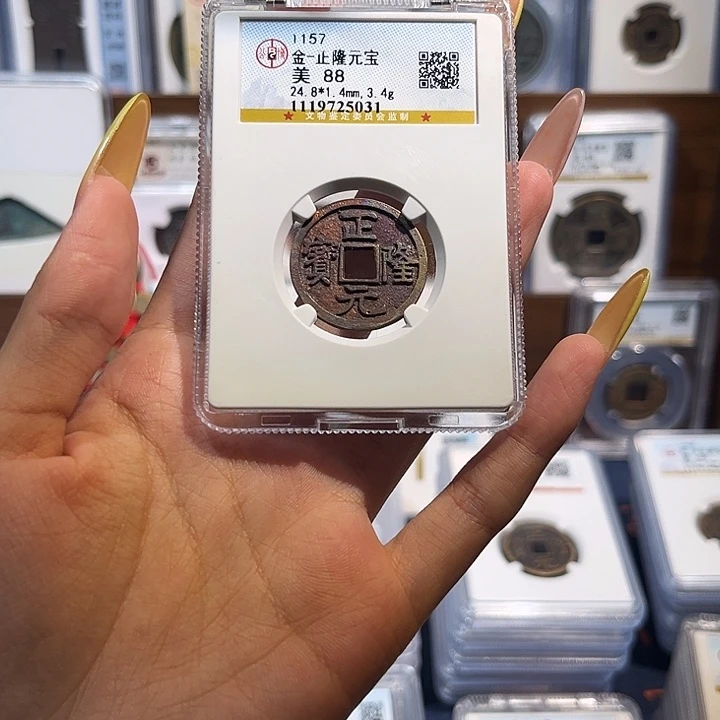 1157
金-止隆元宝
美 88
24.8*1.4mm,3.4g
1119725031
★ 文物鉴定委员会监制 ★
正隆元寶